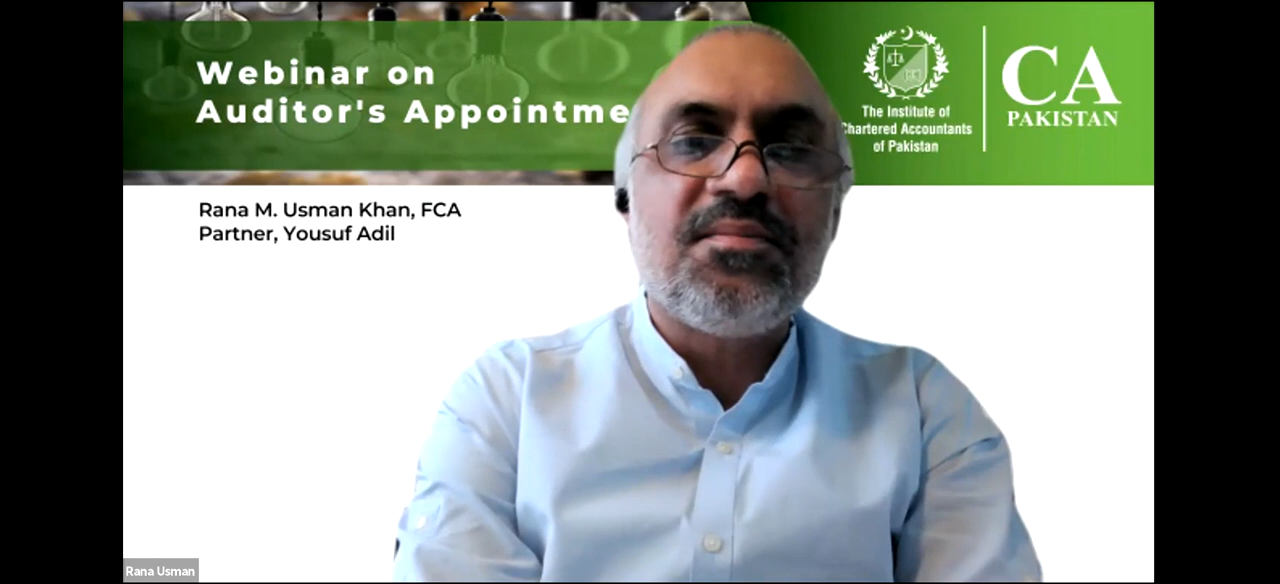 Webinar on
Auditor's Appointme
The Institute of
Chartered Accountants
of Pakistan
CA
PAKISTAN
Rana M. Usman Khan, FCA
Partner, Yousuf Adil
Rana Usman